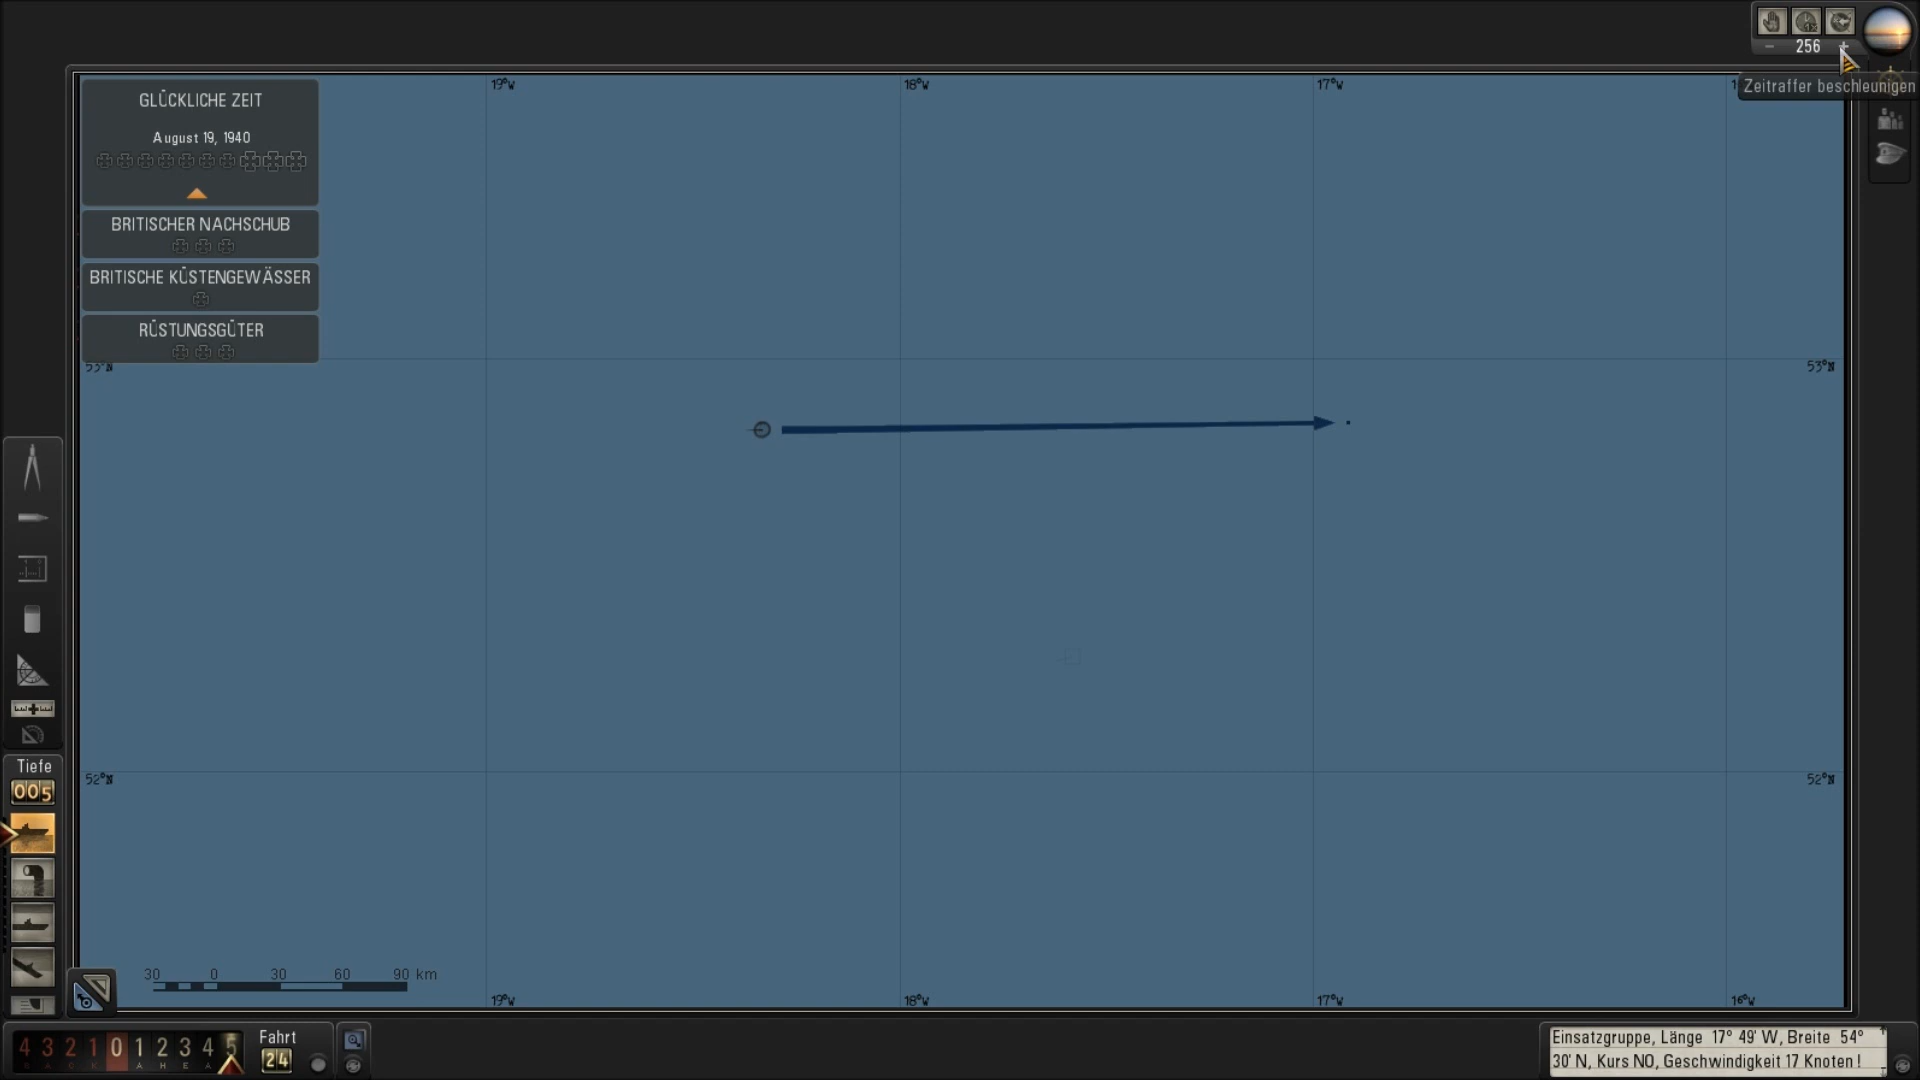 256
Zeitraffer beschleunigen
19°W
18°W
17°W
GLÜCKLICHE ZEIT
August 19, 1940
BRITISCHER NACHSCHUB
BRITISCHE KÜSTENGEWÄSSER
RÜSTUNGSGÜTER
53°N
53°N
52°N
52°N
Tiefe
005
30 0 30 60 90 km
19°W
18°W
17°W
16°W
4 3 2 1 0 1 2 3 4 5
Fahrt
24
Einsatzgruppe, Länge 17° 49' W, Breite 54°
30' N, Kurs NO, Geschwindigkeit 17 Knoten !